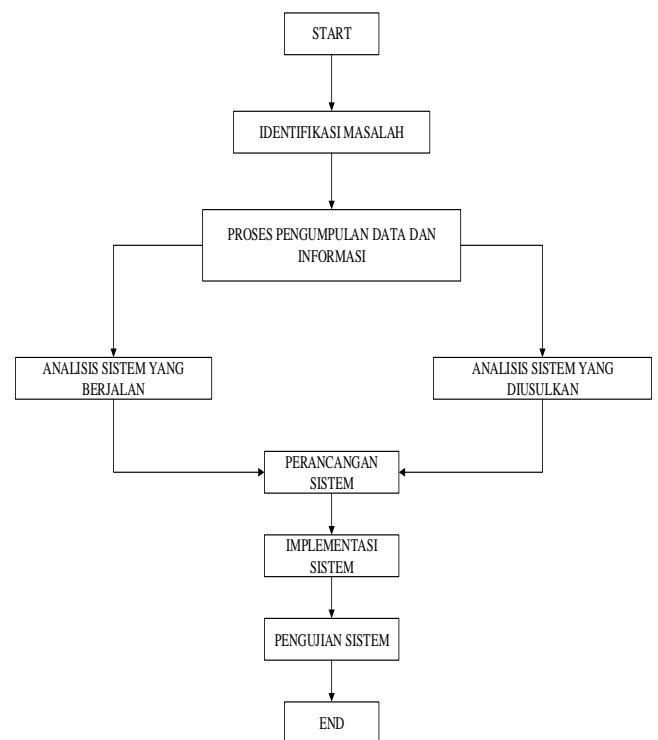 START
IDENTIFIKASI MASALAH
PROSES PENGUMPULAN DATA DAN
INFORMASI
ANALISIS SISTEM YANG
BERJALAN
ANALISIS SISTEM YANG
DIUSULKAN
PERANCANGAN
SISTEM
IMPLEMENTASI
SISTEM
PENGUJIAN SISTEM
END